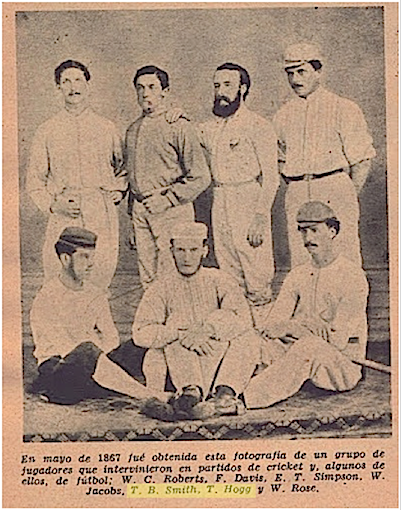 En mayo de 1867 fué obtenida esta fotografía de un grupo de
jugadores que intervinieron en partidos de cricket y, algunos de
ellos, de fútbol; W. C. Roberts, F. Davis, E. T. Simpson, W.
Jacobs, T. B. Smith, T. Hogg y W. Rose.